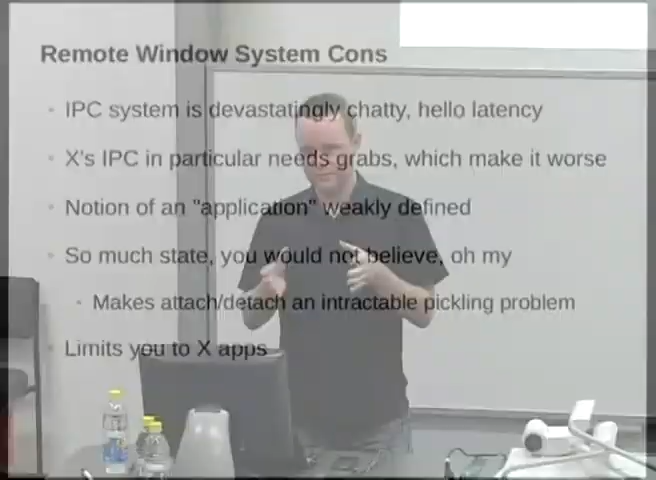 Remote Window System Cons
IPC system is devastatingly chatty, hello latency
X's IPC in particular needs grabs, which make it worse
Notion of an "application" weakly defined
So much state, you would not believe, oh my
Makes attach/detach an intractable pickling problem
Limits you to X apps